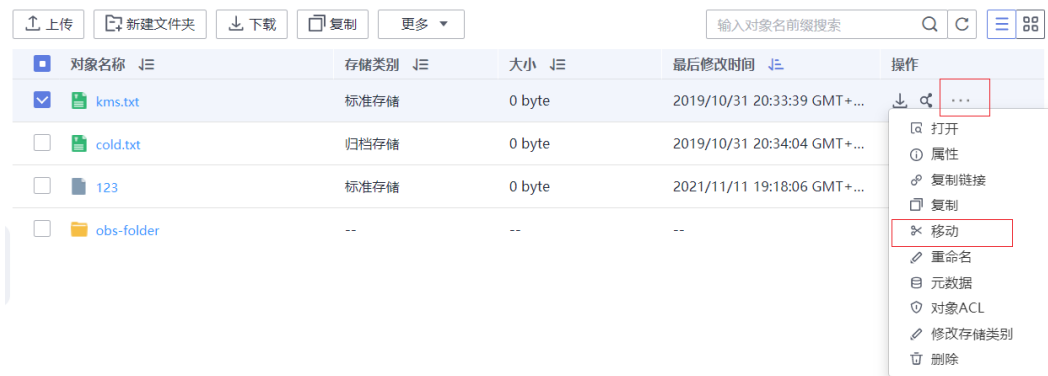 上传 新建文件夹 下载 复制 更多 输入对象名前缀搜索
对象名称 存储类别 大小 最后修改时间 操作
kms.txt 标准存储 0 byte 2019/10/31 20:33:39 GMT+... ...
cold.txt 归档存储 0 byte 2019/10/31 20:34:04 GMT+...
123 标准存储 0 byte 2021/11/11 19:18:06 GMT+...
obs-folder -- -- --
打开
属性
复制链接
复制
移动
重命名
元数据
对象ACL
修改存储类别
删除